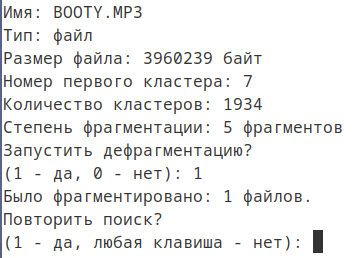 Имя: BOOTY.MP3
Тип: файл
Размер файла: 3960239 байт
Номер первого кластера: 7
Количество кластеров: 1934
Степень фрагментации: 5 фрагментов
Запустить дефрагментацию?
(1 - да, 0 - нет): 1
Было фрагментировано: 1 файлов.
Повторить поиск?
(1 - да, любая клавиша - нет):